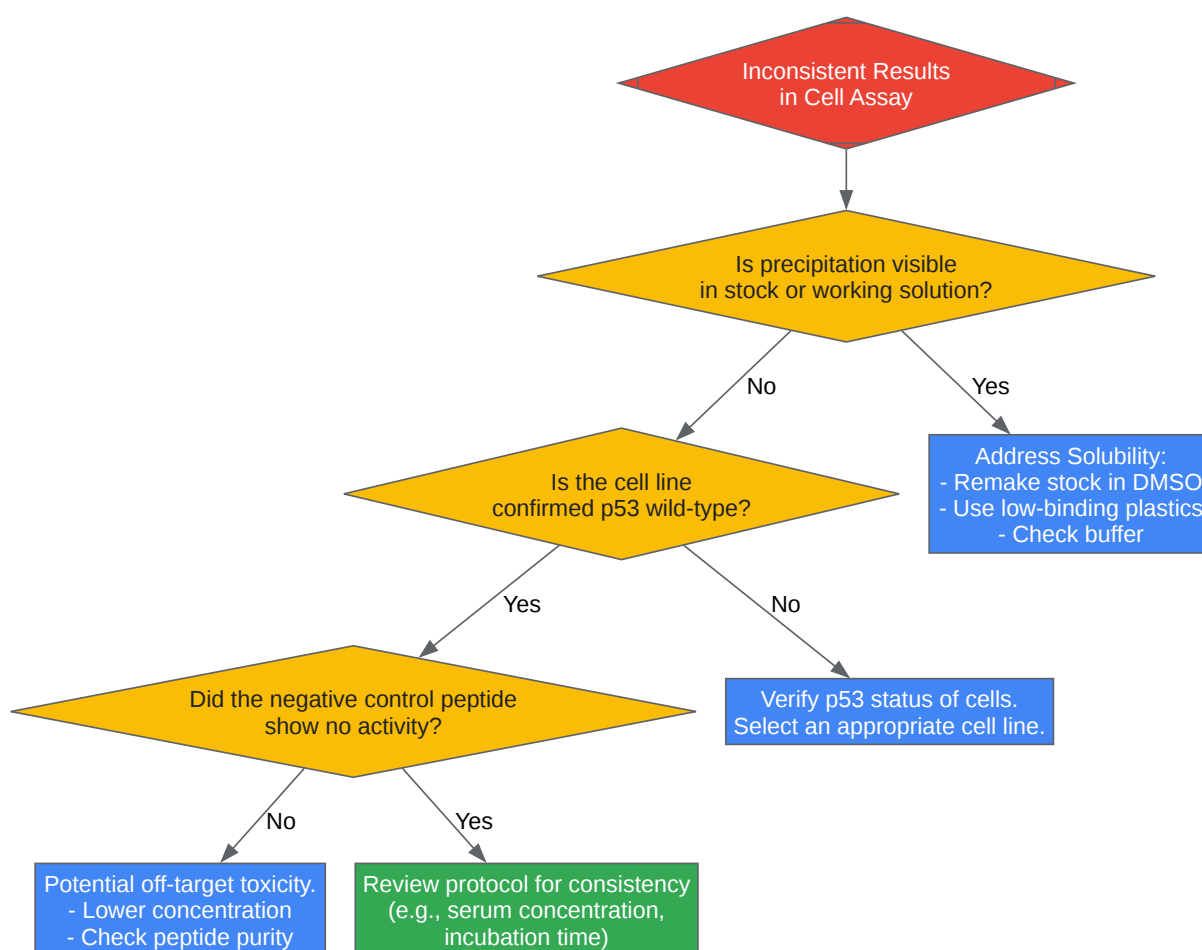 Inconsistent Results
in Cell Assay
Is precipitation visible
in stock or working solution?
No
Yes
Is the cell line
confirmed p53 wild-type?
Address Solubility:
- Remake stock in DMSO
- Use low-binding plastics
- Check buffer
Yes
No
Did the negative control peptide
show no activity?
Verify p53 status of cells.
Select an appropriate cell line.
No
Yes
Potential off-target toxicity.
- Lower concentration
- Check peptide purity
Review protocol for consistency
(e.g., serum concentration,
incubation time)